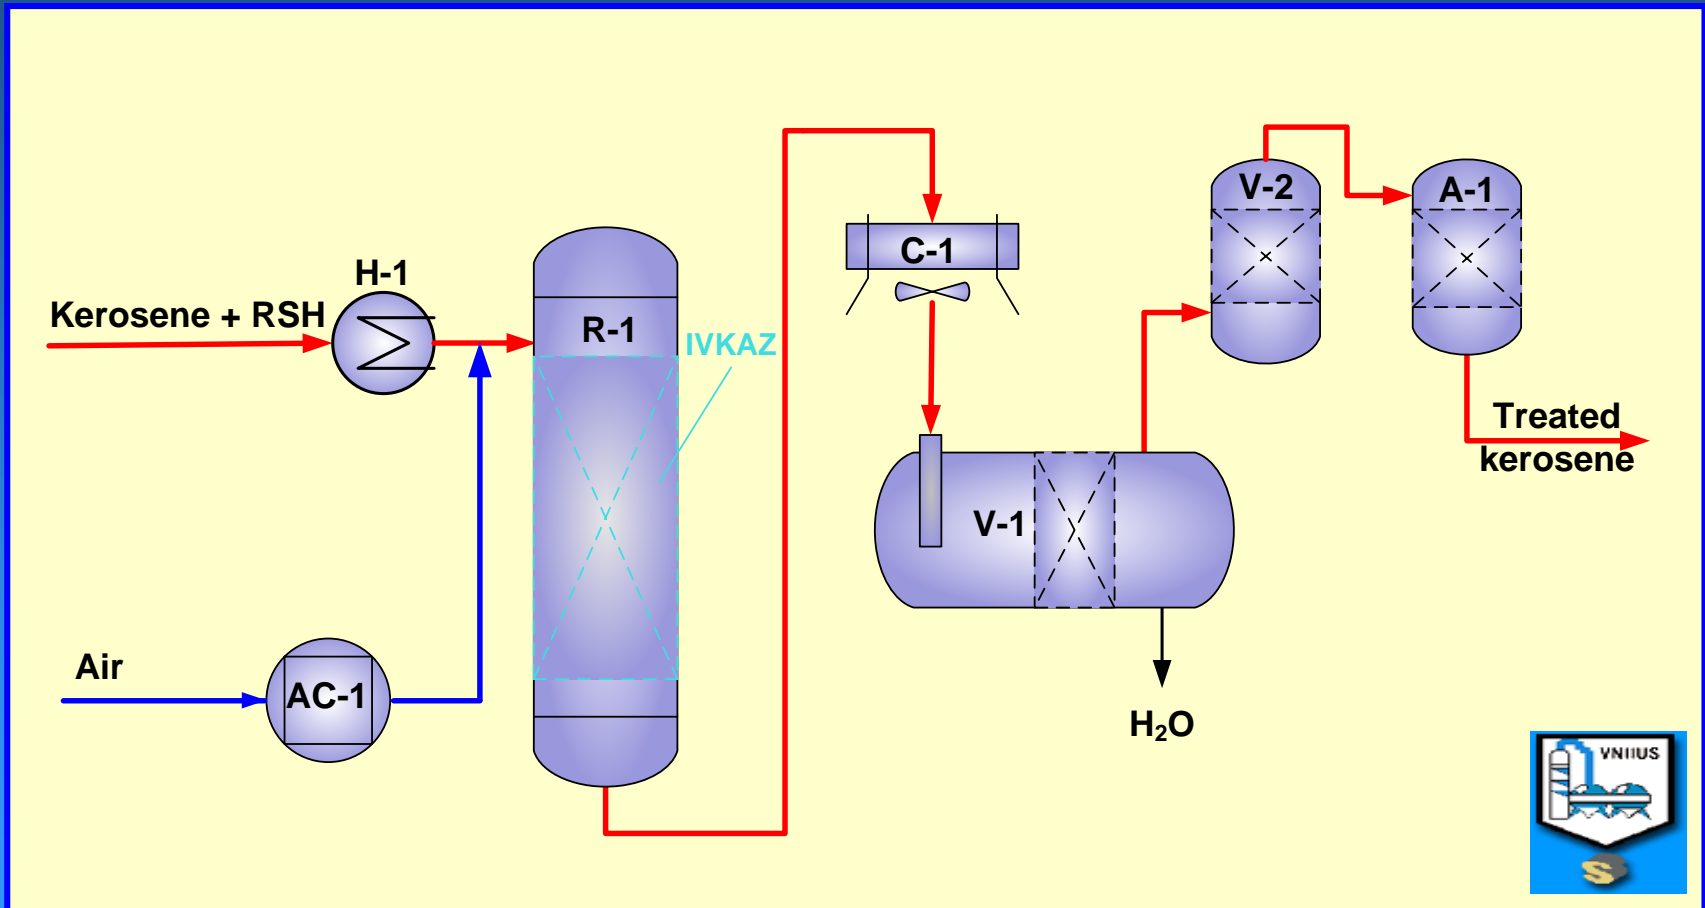 H-1
Kerosene + RSH
Air
AC-1
R-1
IVKAZ
C-1
V-1
H₂O
V-2
A-1
Treated
kerosene
VNIIUS
S